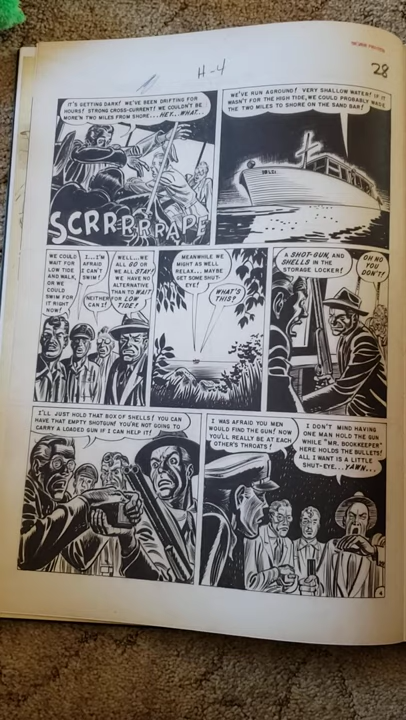 H-4
28
IT'S GETTING DARK! WE'VE BEEN DRIFTING FOR
HOURS! STRONG CROSS-CURRENT! WE COULDN'T BE
MORE'N TWO MILES FROM SHORE... HEY... WHAT...
SCRR-R-R-RAPE
WE'VE RUN AGROUND! VERY SHALLOW WATER! IF IT
WASN'T FOR THE HIGH TIDE, WE COULD PROBABLY WADE
THE TWO MILES TO SHORE ON THE SAND BAR!
WE COULD
WAIT FOR
LOW TIDE
AND WALK,
OR WE
COULD
SWIM FOR
IT RIGHT
NOW!
I...I'M
AFRAID
I CAN'T
SWIM!
NEITHER
CAN I!
WELL...WE
ALL GO OR
WE ALL STAY!
WE HAVE NO
ALTERNATIVE
THAN TO WAIT
FOR LOW
TIDE!
MEANWHILE WE
MIGHT AS WELL
RELAX... MAYBE
GET SOME SHUT-
EYE!
WHAT'S
THIS?
A SHOT-GUN, AND
SHELLS IN THE
STORAGE LOCKER!
OH NO
YOU
DON'T!
I'LL JUST HOLD THAT BOX OF SHELLS! YOU CAN
HAVE THAT EMPTY SHOTGUN! YOU'RE NOT GOING TO
CARRY A LOADED GUN IF I CAN HELP IT!
I WAS AFRAID YOU MEN
WOULD FIND THE GUN! NOW
YOU'LL REALLY BE AT EACH
OTHER'S THROATS!
I DON'T MIND HAVING
ONE MAN HOLD THE GUN
WHILE "MR. BOOKKEEPER"
HERE HOLDS THE BULLETS!
ALL I WANT IS A LITTLE
SHUT-EYE... YAWN...
4